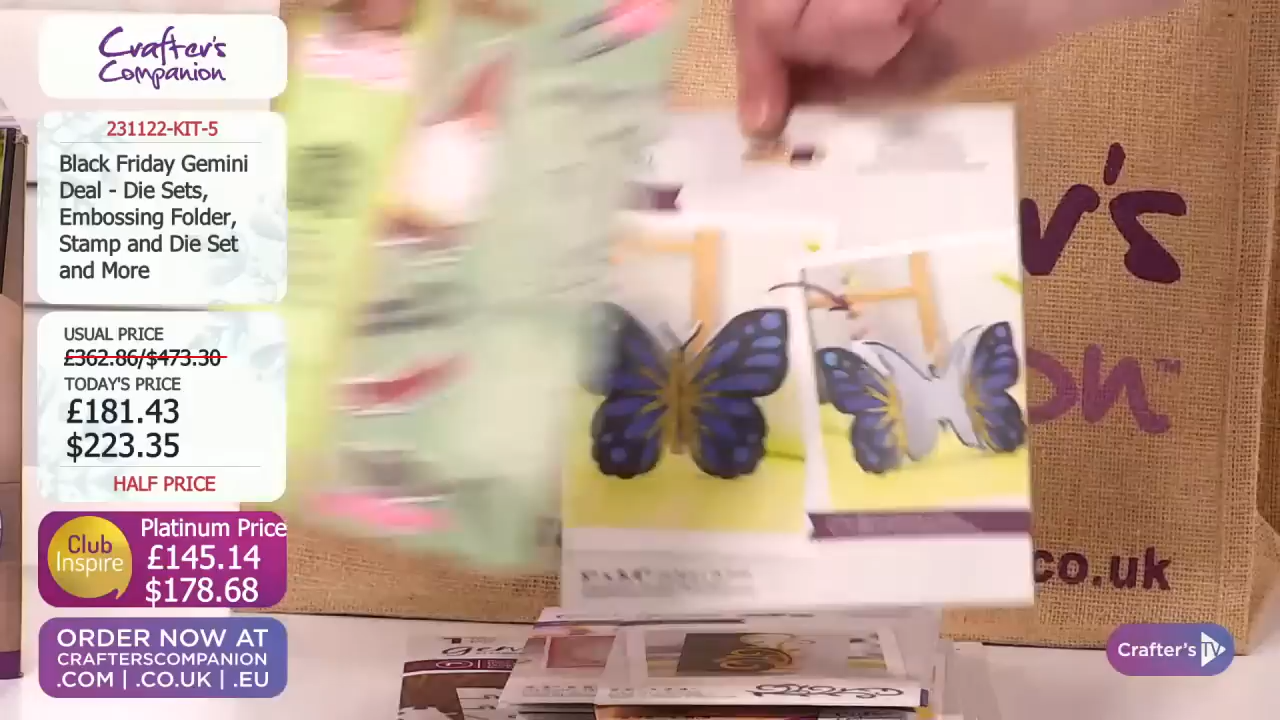 Crafter's
Companion
231122-KIT-5
Black Friday Gemini
Deal - Die Sets,
Embossing Folder,
Stamp and Die Set
and More
USUAL PRICE
£362.86/$473.30
TODAY'S PRICE
£181.43
$223.35
HALF PRICE
Club
Inspire
Platinum Price
£145.14
$178.68
ORDER NOW AT
CRAFTERSCOMPANION
.COM | .CO.UK | .EU
r's
on™
co.uk
Crafter's TV